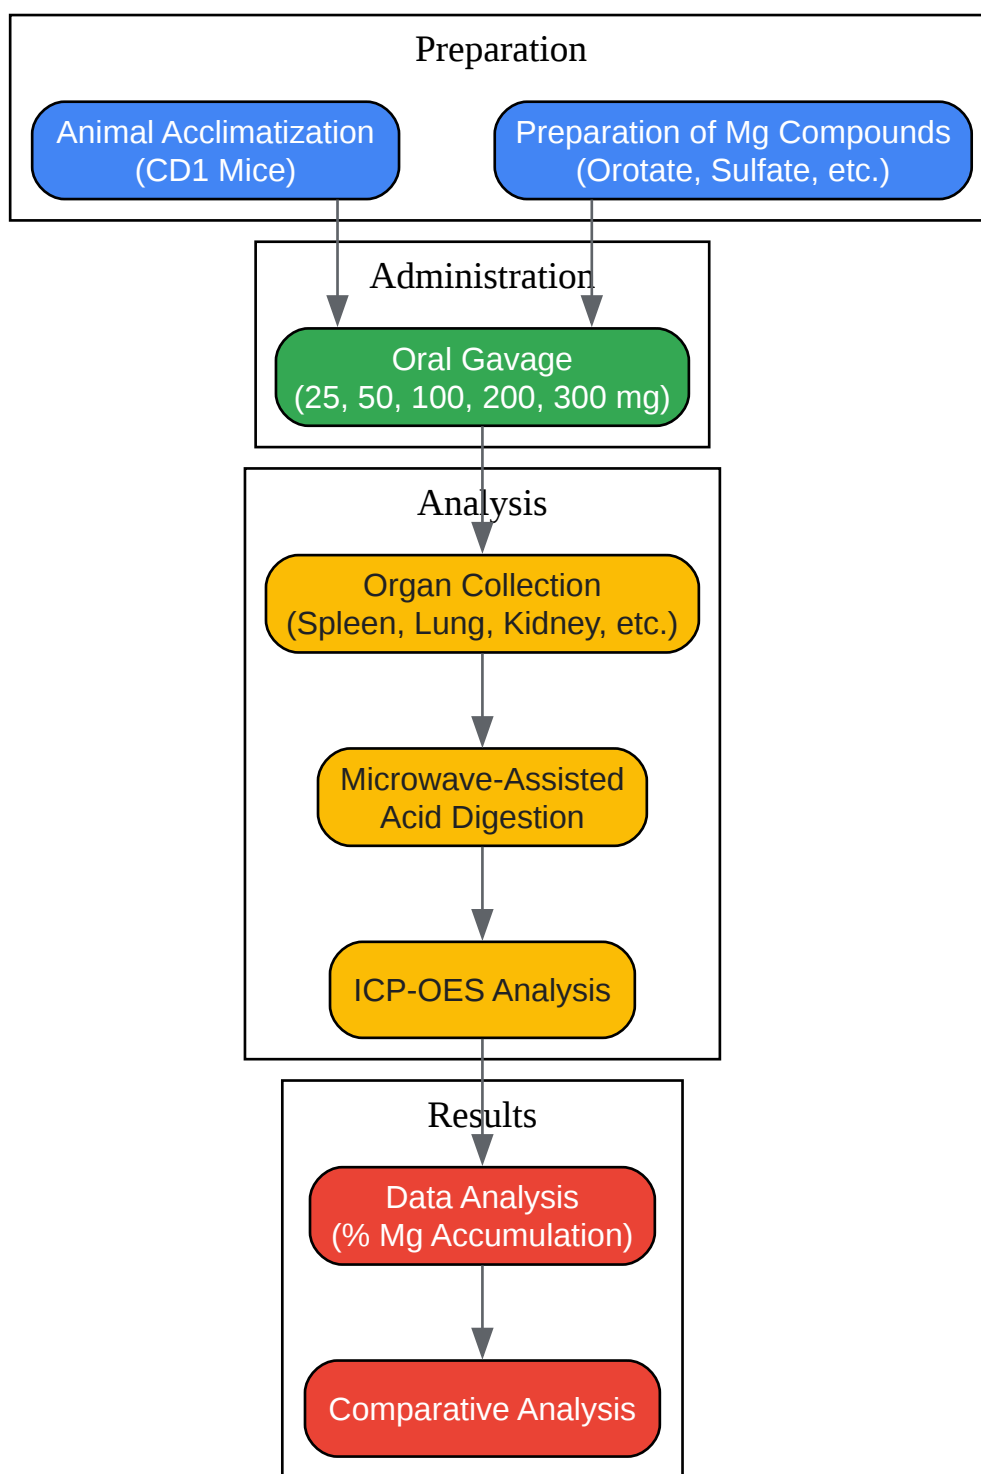 Preparation
Animal Acclimatization
(CD1 Mice)
Preparation of Mg Compounds
(Orotate, Sulfate, etc.)
Administration
Oral Gavage
(25, 50, 100, 200, 300 mg)
Analysis
Organ Collection
(Spleen, Lung, Kidney, etc.)
Microwave-Assisted
Acid Digestion
ICP-OES Analysis
Results
Data Analysis
(% Mg Accumulation)
Comparative Analysis